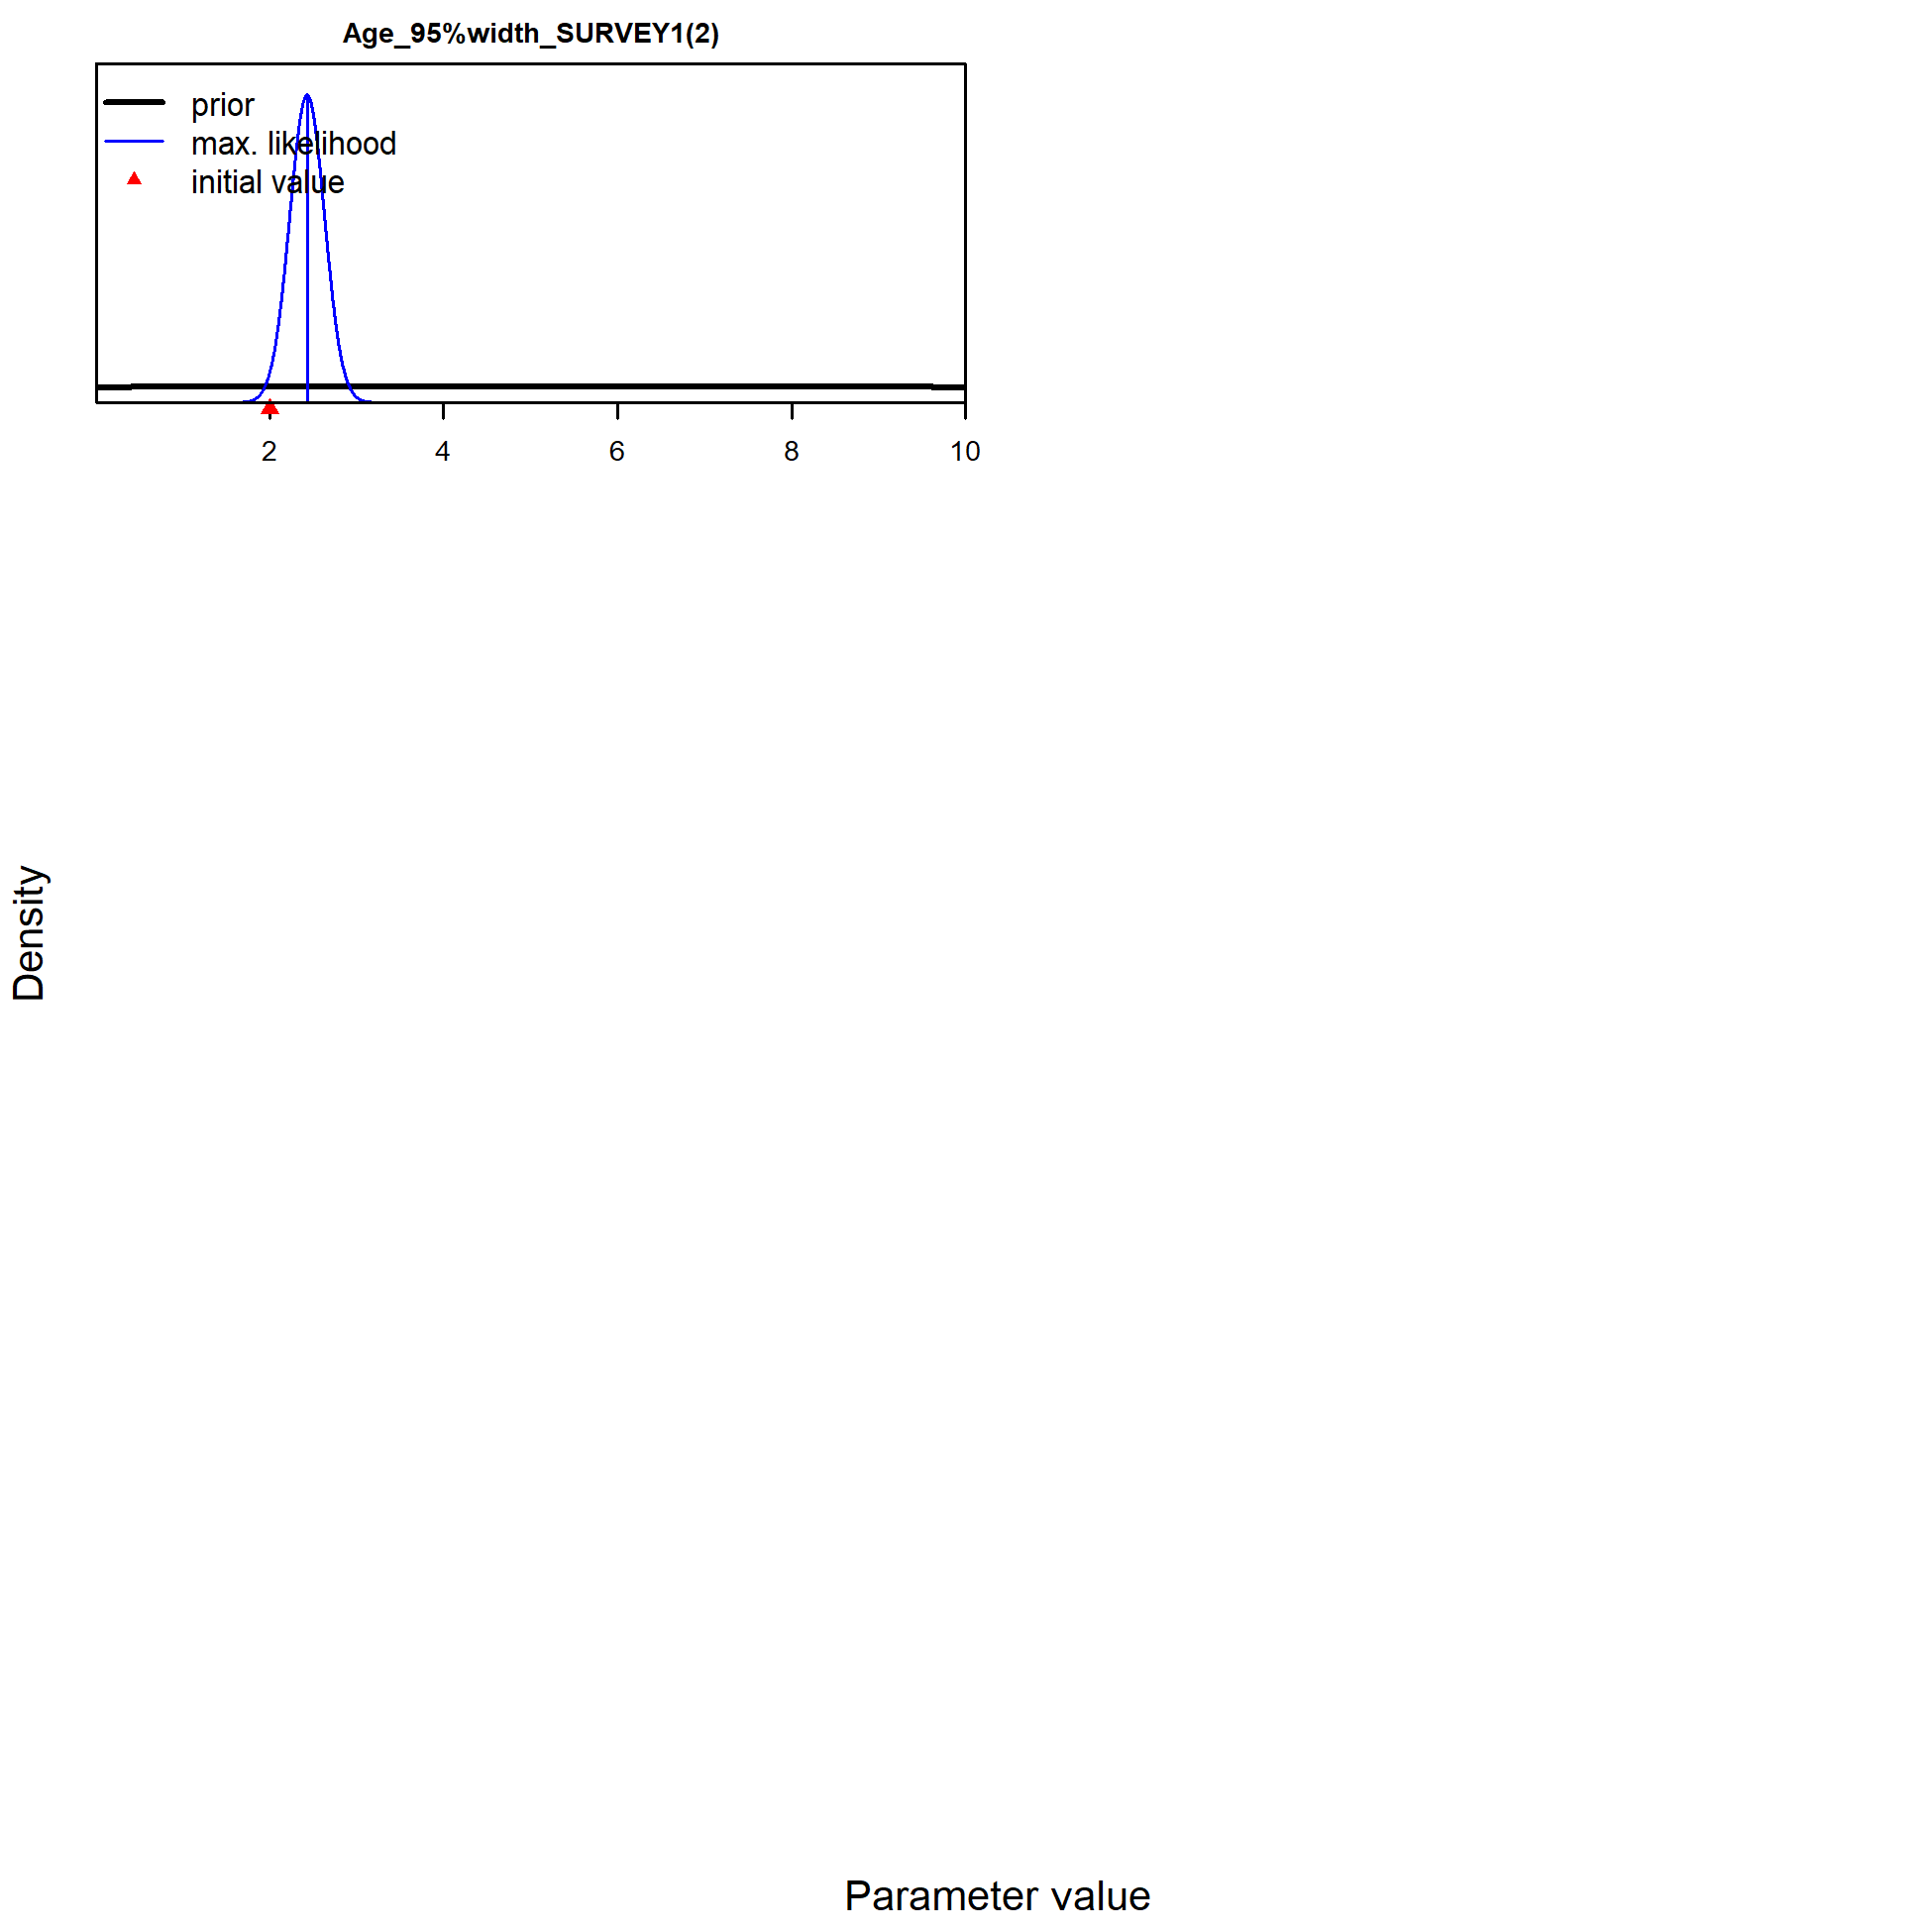 Age_95%width_SURVEY1(2)
prior
max. likelihood
initial value
2 4 6 8 10
Density
Parameter value